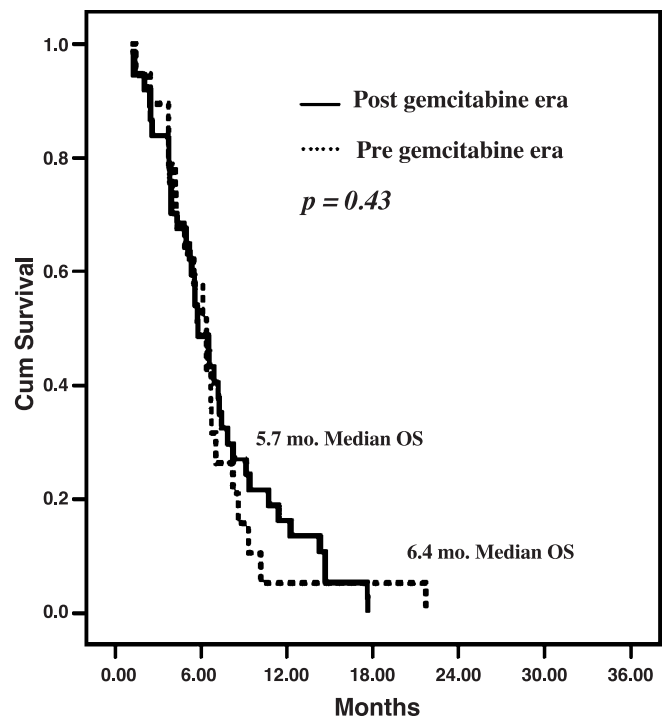 1.0
0.8
0.6
0.4
0.2
0.0
Cum Survival
Post gemcitabine era
Pre gemcitabine era
p = 0.43
5.7 mo. Median OS
6.4 mo. Median OS
0.00 6.00 12.00 18.00 24.00 30.00 36.00
Months